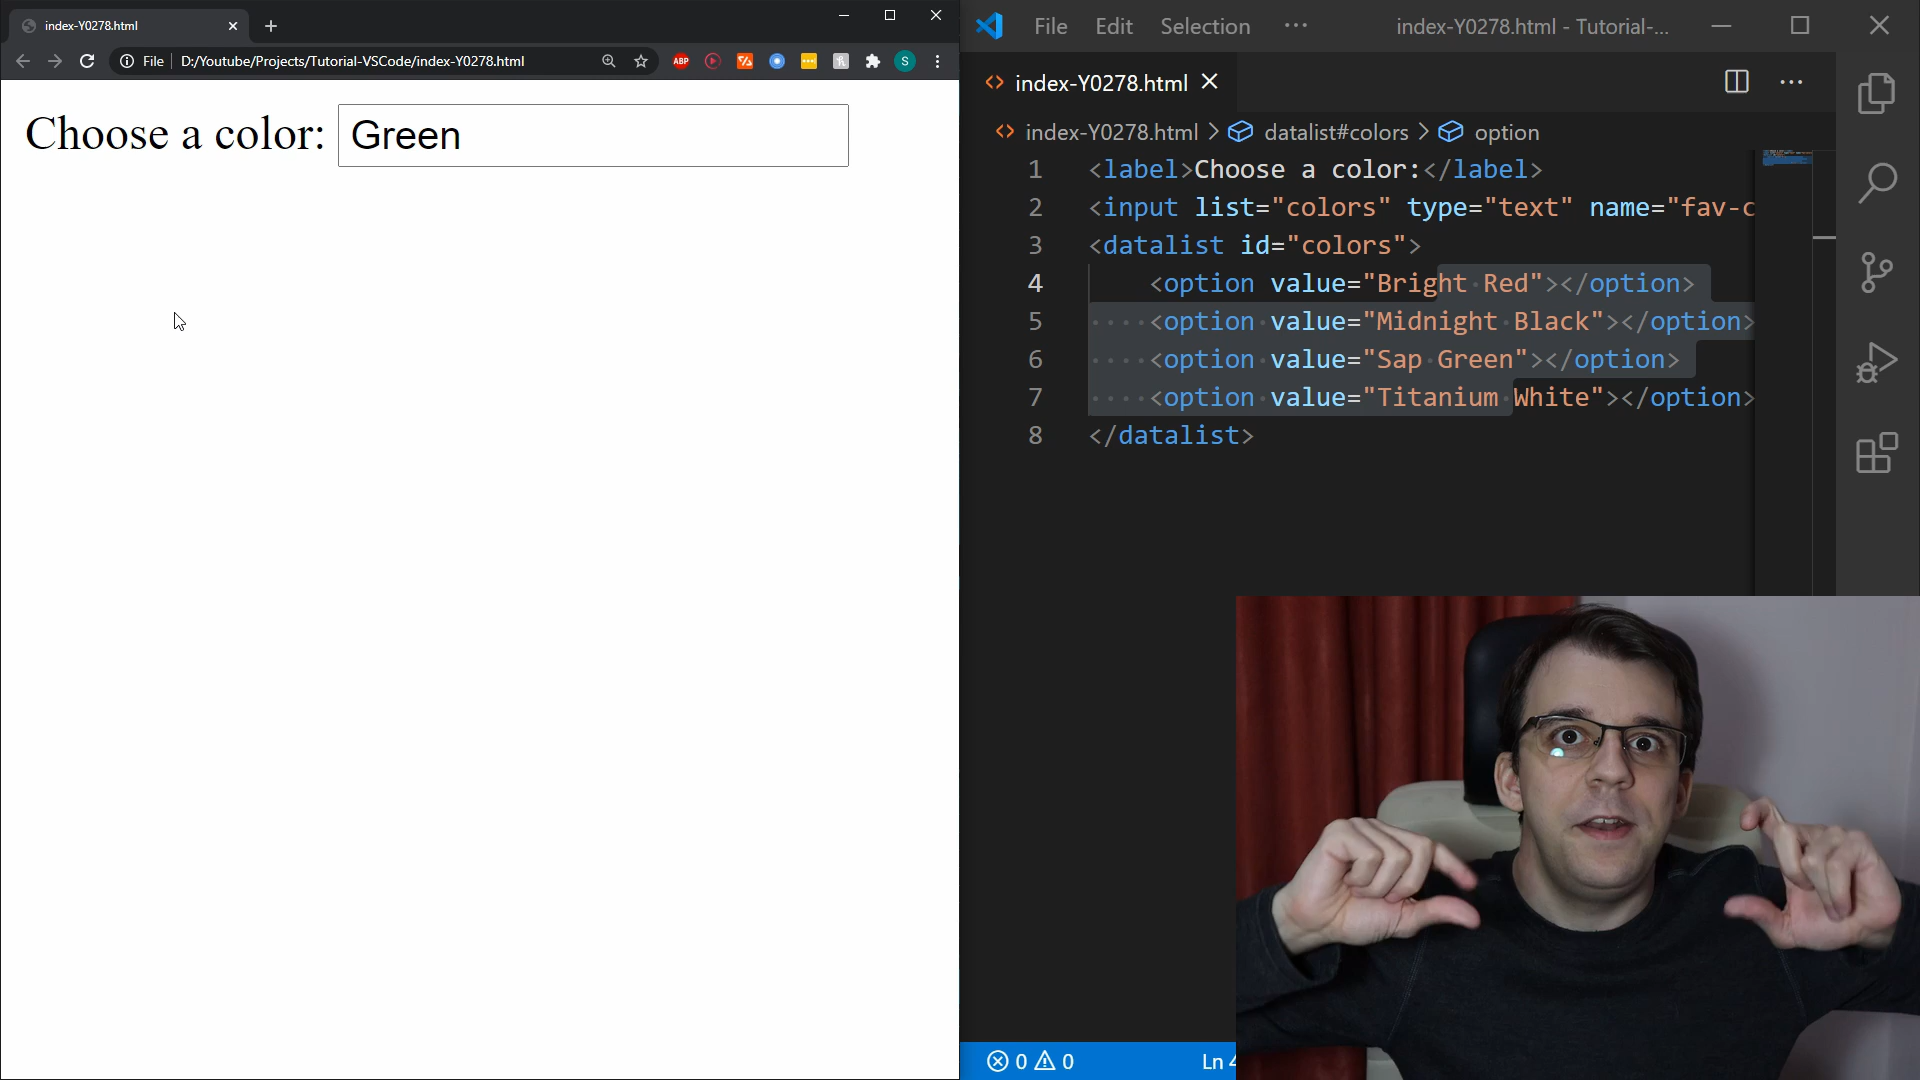 index-Y0278.html
File D:/Youtube/Projects/Tutorial-VSCode/index-Y0278.html
ABP
S
Choose a color: Green
File Edit Selection ··· index-Y0278.html - Tutorial-...
index-Y0278.html
index-Y0278.html > datalist#colors > option
1 <label>Choose a color:</label>
2 <input list="colors" type="text" name="fav-c
3 <datalist id="colors">
4 <option value="Bright Red"></option>
5 <option value="Midnight Black"></option>
6 <option value="Sap Green"></option>
7 <option value="Titanium White"></option>
8 </datalist>
0 0 Ln 4